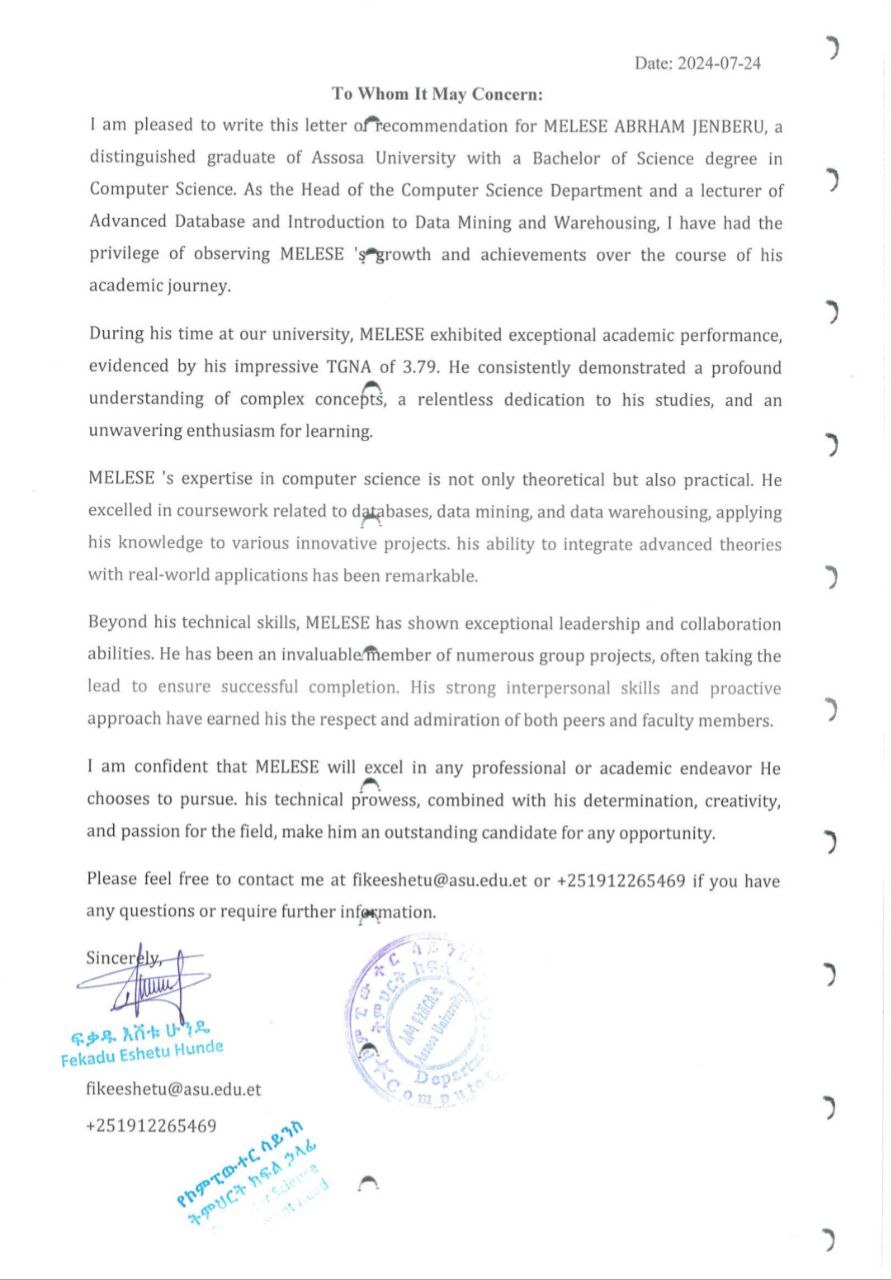 Date: 2024-07-24
To Whom It May Concern:
I am pleased to write this letter of recommendation for MELESE ABRHAM JENBERU, a
distinguished graduate of Assosa University with a Bachelor of Science degree in
Computer Science. As the Head of the Computer Science Department and a lecturer of
Advanced Database and Introduction to Data Mining and Warehousing, I have had the
privilege of observing MELESE 's growth and achievements over the course of his
academic journey.
During his time at our university, MELESE exhibited exceptional academic performance,
evidenced by his impressive TGNA of 3.79. He consistently demonstrated a profound
understanding of complex concepts, a relentless dedication to his studies, and an
unwavering enthusiasm for learning.
MELESE 's expertise in computer science is not only theoretical but also practical. He
excelled in coursework related to databases, data mining, and data warehousing, applying
his knowledge to various innovative projects. his ability to integrate advanced theories
with real-world applications has been remarkable.
Beyond his technical skills, MELESE has shown exceptional leadership and collaboration
abilities. He has been an invaluable member of numerous group projects, often taking the
lead to ensure successful completion. His strong interpersonal skills and proactive
approach have earned his the respect and admiration of both peers and faculty members.
I am confident that MELESE will excel in any professional or academic endeavor He
chooses to pursue. his technical prowess, combined with his determination, creativity,
and passion for the field, make him an outstanding candidate for any opportunity.
Please feel free to contact me at fikeeshetu@asu.edu.et or +251912265469 if you have
any questions or require further information.
Sincerely,
ፍቃዱ እሸቱ ሁንዴ
Fekadu Eshetu Hunde
fikeeshetu@asu.edu.et
+251912265469
የኮምፒውተር ሳይንስ
ትምህርት ክፍል ኃላፊ
Science
አሶሳ ዩኒቨርሲቲ
Assosa University